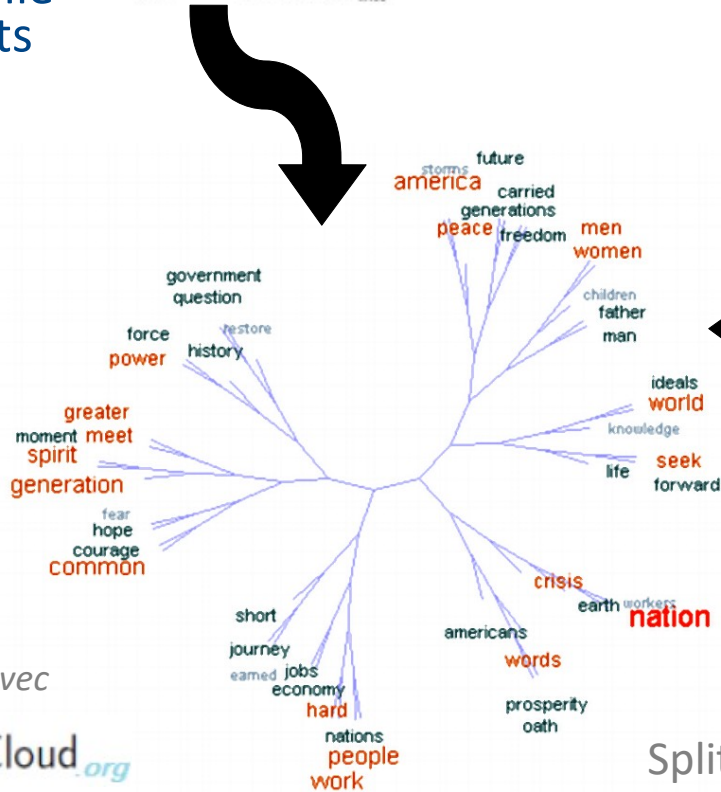 ts
storms
future
america
carried
generations
peace
freedom
men
women
children
father
man
government
question
restore
force
history
power
ideals
world
knowledge
seek
life
forward
greater
moment
meet
spirit
generation
fear
hope
courage
common
crisis
earth
workers
nation
americans
words
prosperity
oath
short
journey
earned
jobs
economy
hard
nations
people
work
vec
Cloud.org
Split